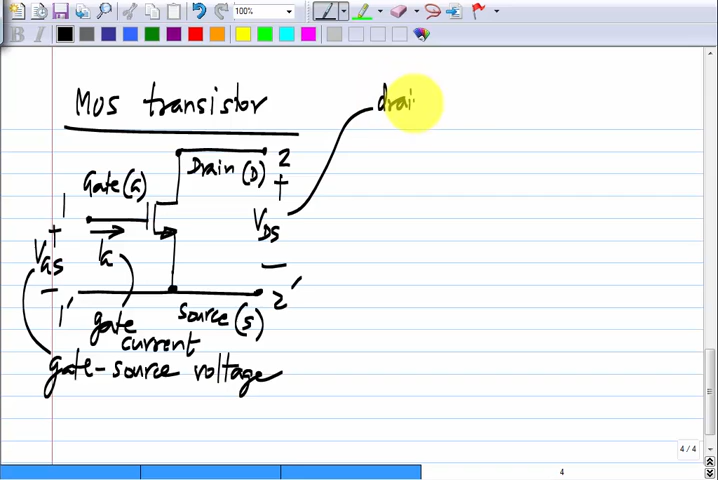 100%
MOS transistor
drai
Gate(G)
Drain (D)
2
1
+
+
IG
VDS
VGS
-
-
1'
2'
gate current
source (s)
gate-source voltage
4/4
4